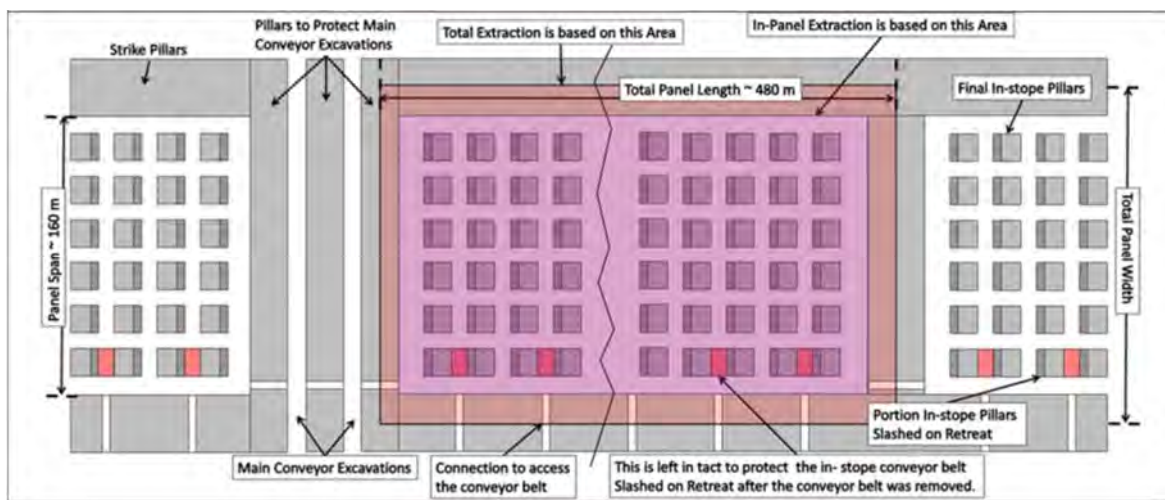 Pillars to Protect Main
Conveyor Excavations
Total Extraction is based on this Area
In-Panel Extraction is based on this Area
Strike Pillars
Total Panel Length ~ 480 m
Final In-stope Pillars
Panel Span ~ 160 m
Total Panel Width
Portion In-stope Pillars
Slashed on Retreat
Main Conveyor Excavations
Connection to access
the conveyor belt
This is left in tact to protect the in- stope conveyor belt
Slashed on Retreat after the conveyor belt was removed.